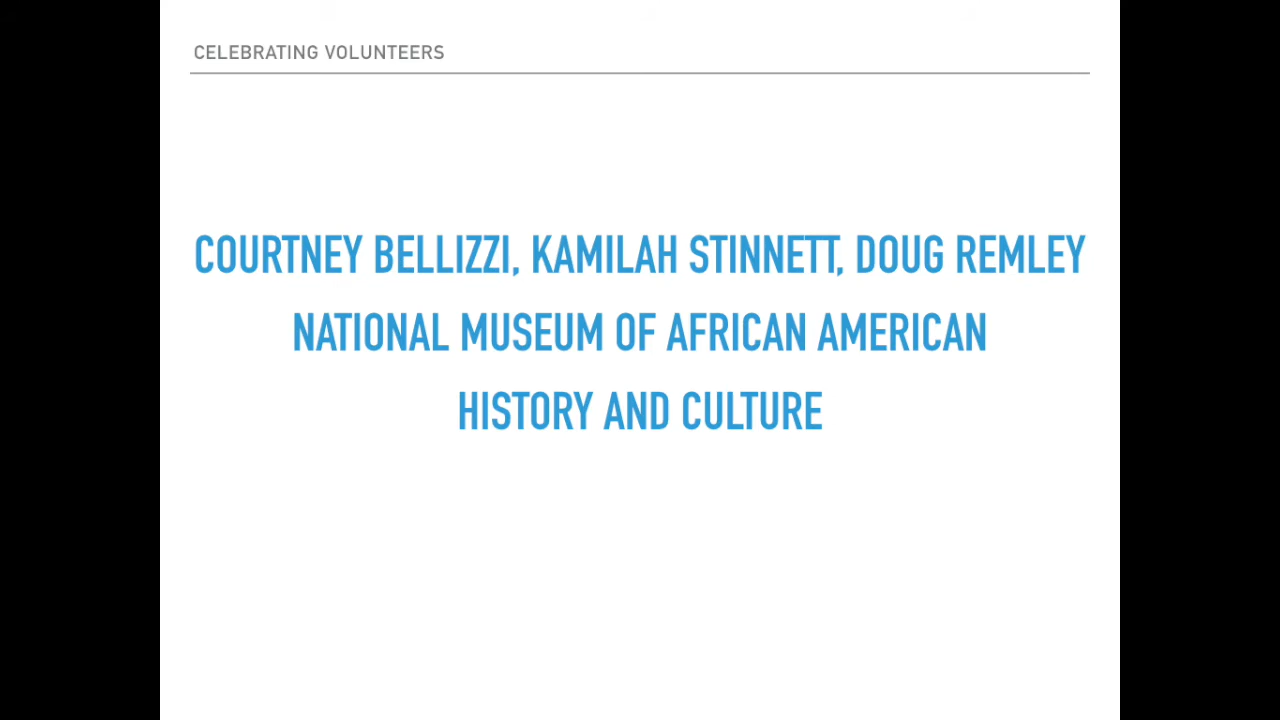 CELEBRATING VOLUNTEERS
COURTNEY BELLIZZI, KAMILAH STINNETT, DOUG REMLEY
NATIONAL MUSEUM OF AFRICAN AMERICAN
HISTORY AND CULTURE